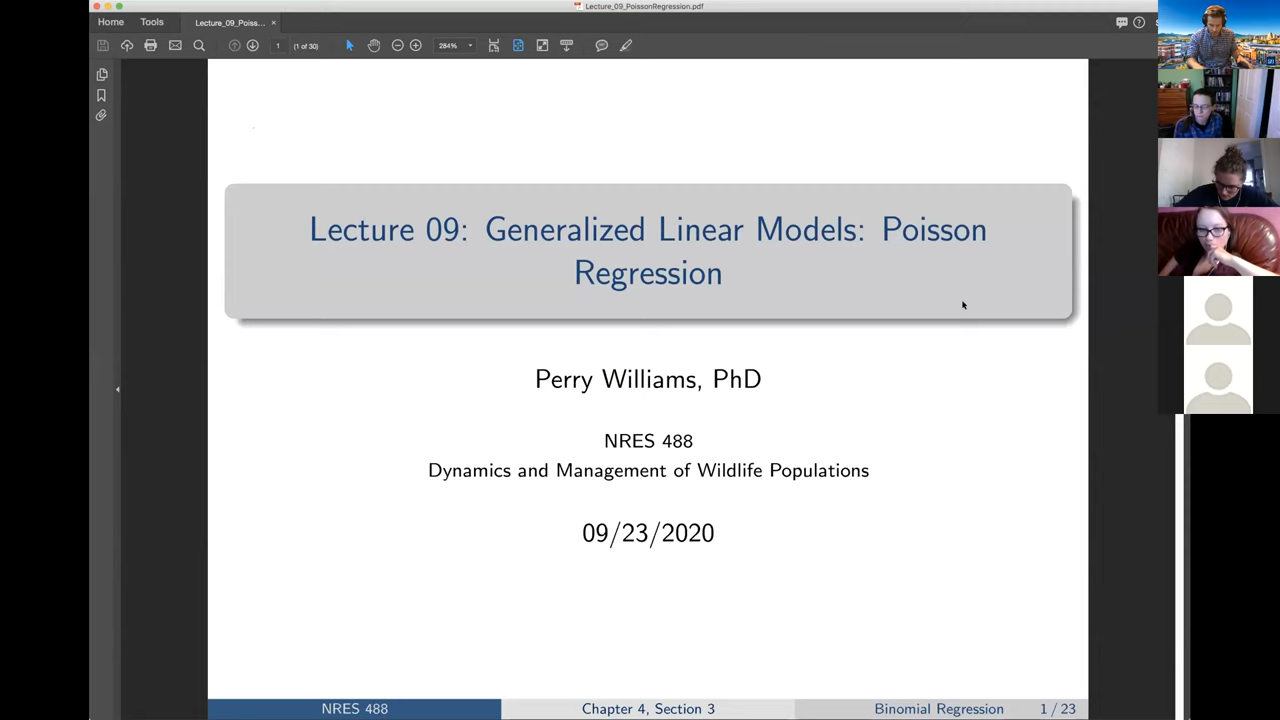 Lecture_09_PoissonRegression.pdf
Home Tools Lecture_09_Poiss... ×
1 (1 of 30) 284%
Lecture 09: Generalized Linear Models: Poisson
Regression
Perry Williams, PhD
NRES 488
Dynamics and Management of Wildlife Populations
09/23/2020
NRES 488 Chapter 4, Section 3 Binomial Regression 1 / 23